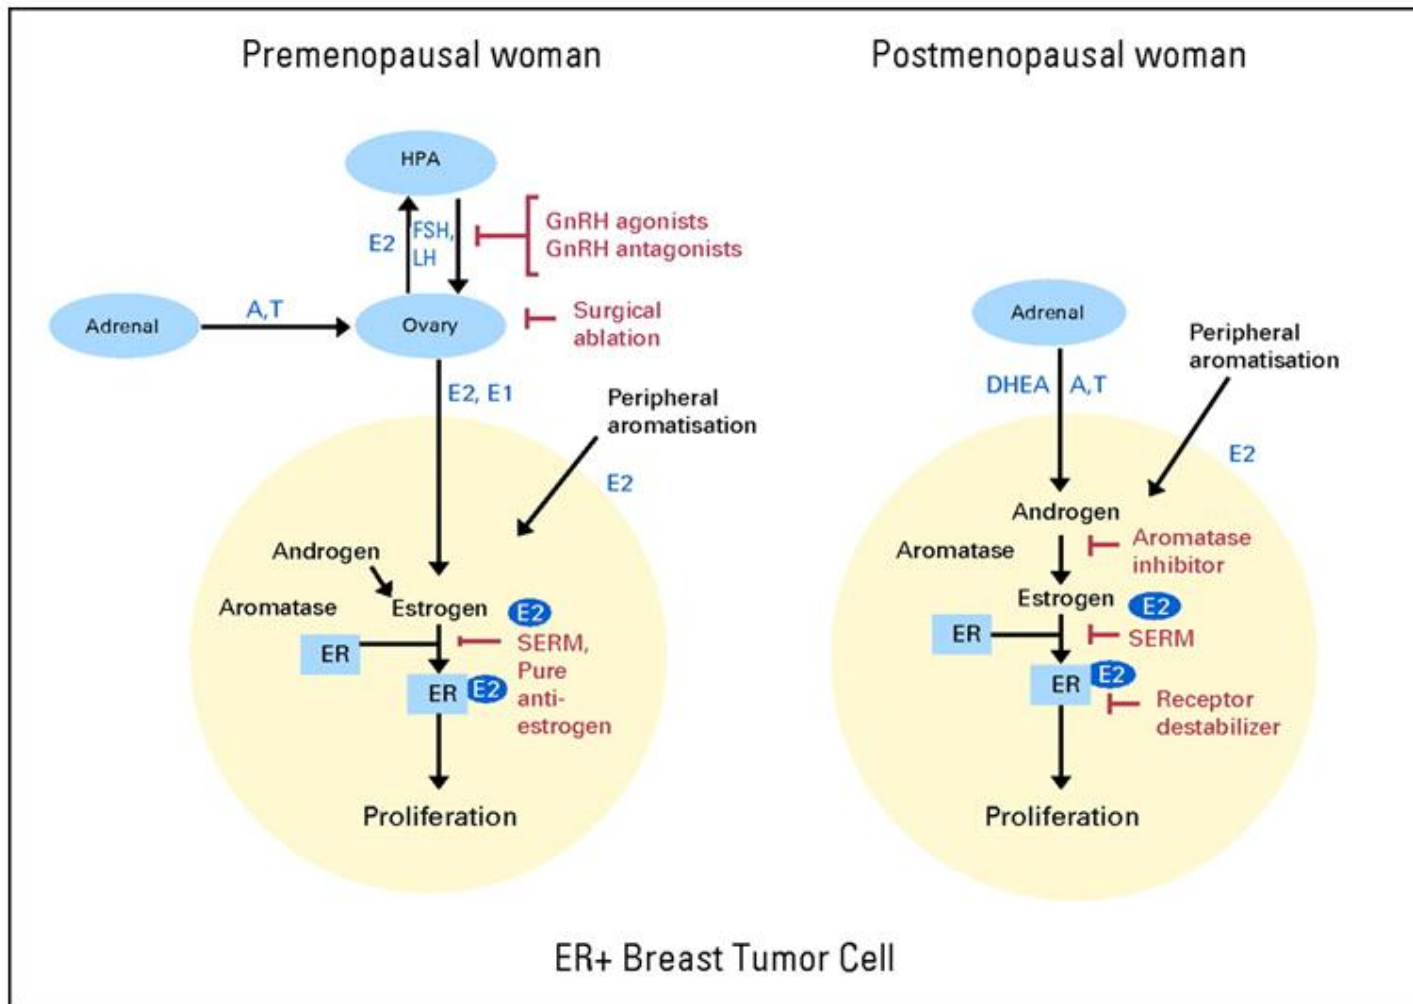 Premenopausal woman
HPA
E2
FSH,
LH
GnRH agonists
GnRH antagonists
Adrenal
A,T
Ovary
Surgical
ablation
E2, E1
Peripheral
aromatisation
E2
Androgen
Aromatase
Estrogen
E2
ER
SERM,
Pure
anti-
estrogen
ER
E2
Proliferation
Postmenopausal woman
Adrenal
Peripheral
aromatisation
DHEA
A,T
E2
Androgen
Aromatase
Aromatase
inhibitor
Estrogen
E2
ER
SERM
ER
E2
Receptor
destabilizer
Proliferation
ER+ Breast Tumor Cell